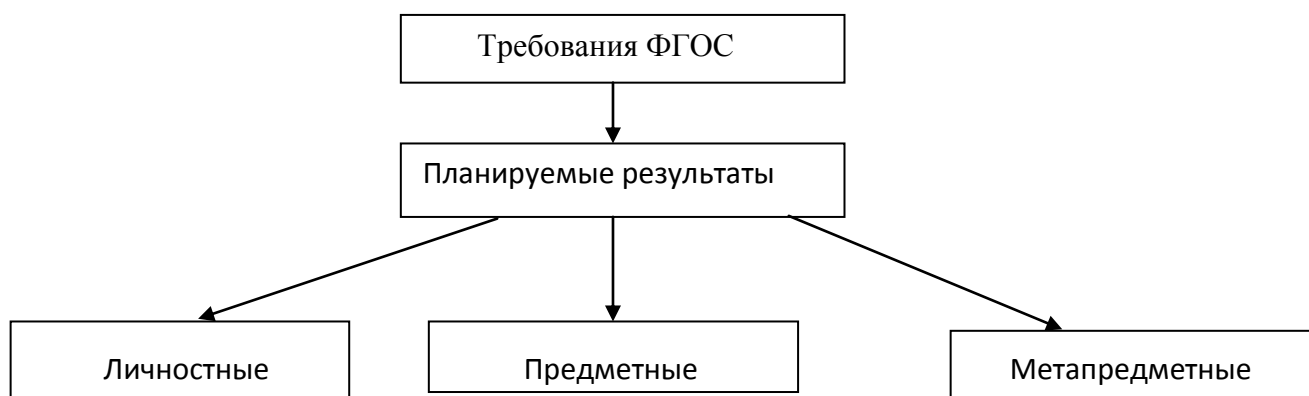 Требования ФГОС
Планируемые результаты
Личностные
Предметные
Метапредметные